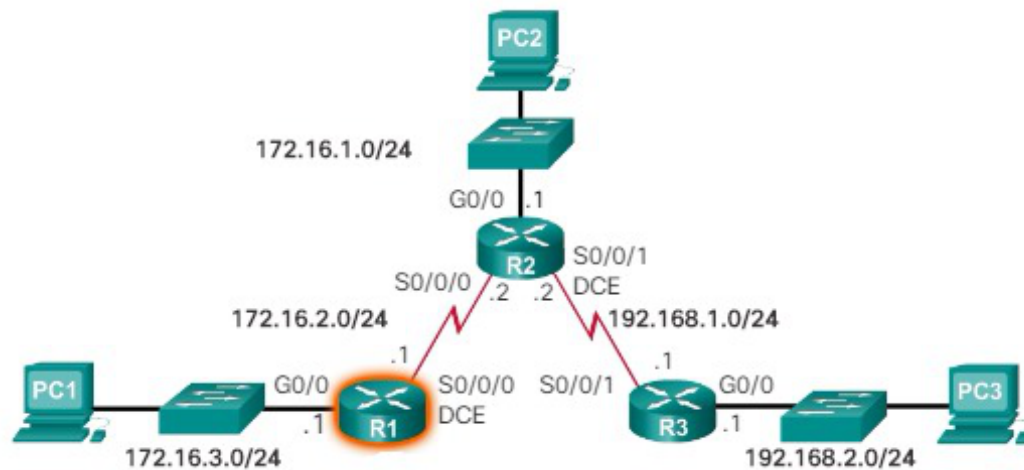 PC2
172.16.1.0/24
G0/0 .1
R2
S0/0/1
DCE
S0/0/0 .2 .2
172.16.2.0/24
192.168.1.0/24
.1
.1
PC1
G0/0
S0/0/0
DCE
S0/0/1
G0/0
PC3
.1
R1
R3
.1
172.16.3.0/24
192.168.2.0/24